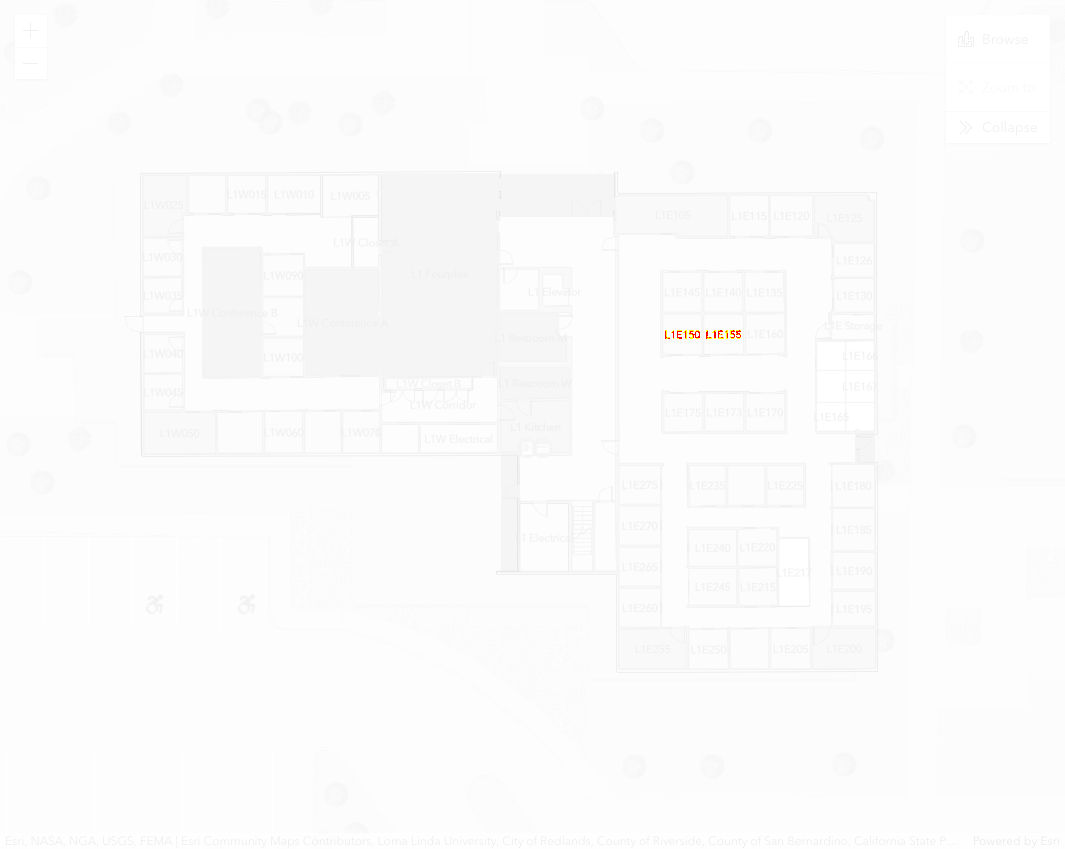 +
Browse
−
Zoom to
Collapse
L1W025
L1W015
L1W010
L1W005
L1E105
L1E115
L1E120
L1E125
L1W030
L1W Closet A
L1E126
L1W035
L1W090
L1 Elevator
L1E145
L1E140
L1E135
L1E130
L1W Conference B
L1W Conference A
L1E Storage
L1E150
L1E155
L1E160
L1W040
L1W100
L1 Restroom M
L1E166
L1W045
L1W Closet B
L1 Restroom W
L1E167
L1W Corridor
L1E175
L1E173
L1E170
L1E165
L1W050
L1W060
L1W070
L1W Electrical
L1 Kitchen
L1E275
L1E235
L1E225
L1E180
L1E270
L1E185
L1 Electrical
L1E240
L1E220
L1E265
L1E217
L1E190
L1E245
L1E215
L1E260
L1E195
L1E255
L1E250
L1E205
L1E200
Esri, NASA, NGA, USGS, FEMA | Esri Community Maps Contributors, Loma Linda University, City of Redlands, County of Riverside, County of San Bernardino, California State P... Powered by Esri